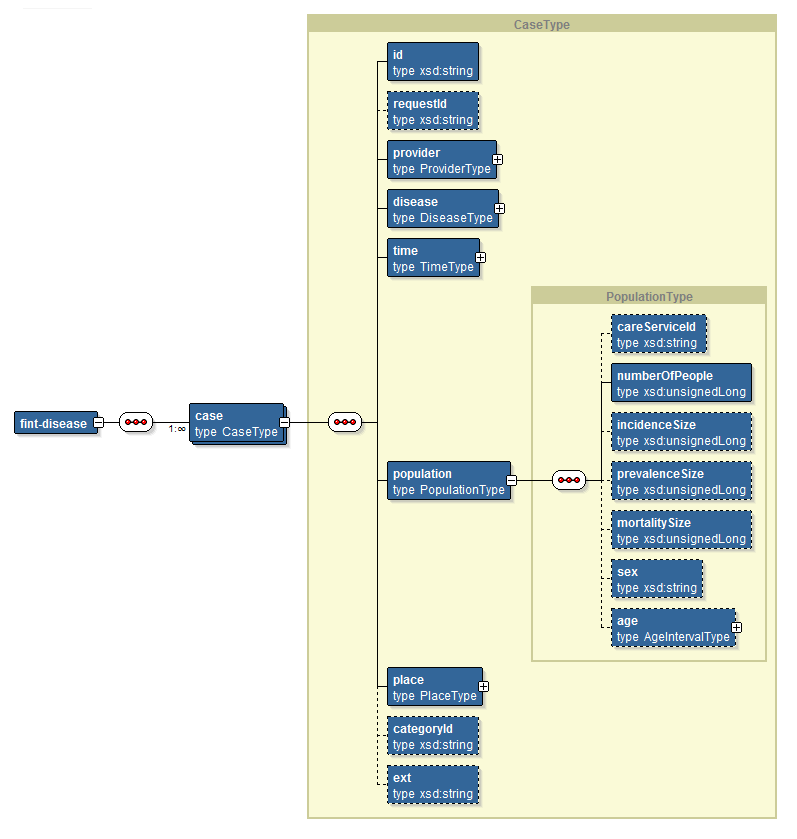 CaseType
id
type xsd:string
requestId
type xsd:string
provider
type ProviderType
disease
type DiseaseType
time
type TimeType
PopulationType
careServiceId
type xsd:string
numberOfPeople
type xsd:unsignedLong
fint-disease
1:∞
case
type CaseType
incidenceSize
type xsd:unsignedLong
population
type PopulationType
prevalenceSize
type xsd:unsignedLong
mortalitySize
type xsd:unsignedLong
sex
type xsd:string
age
type AgeIntervalType
place
type PlaceType
categoryId
type xsd:string
ext
type xsd:string